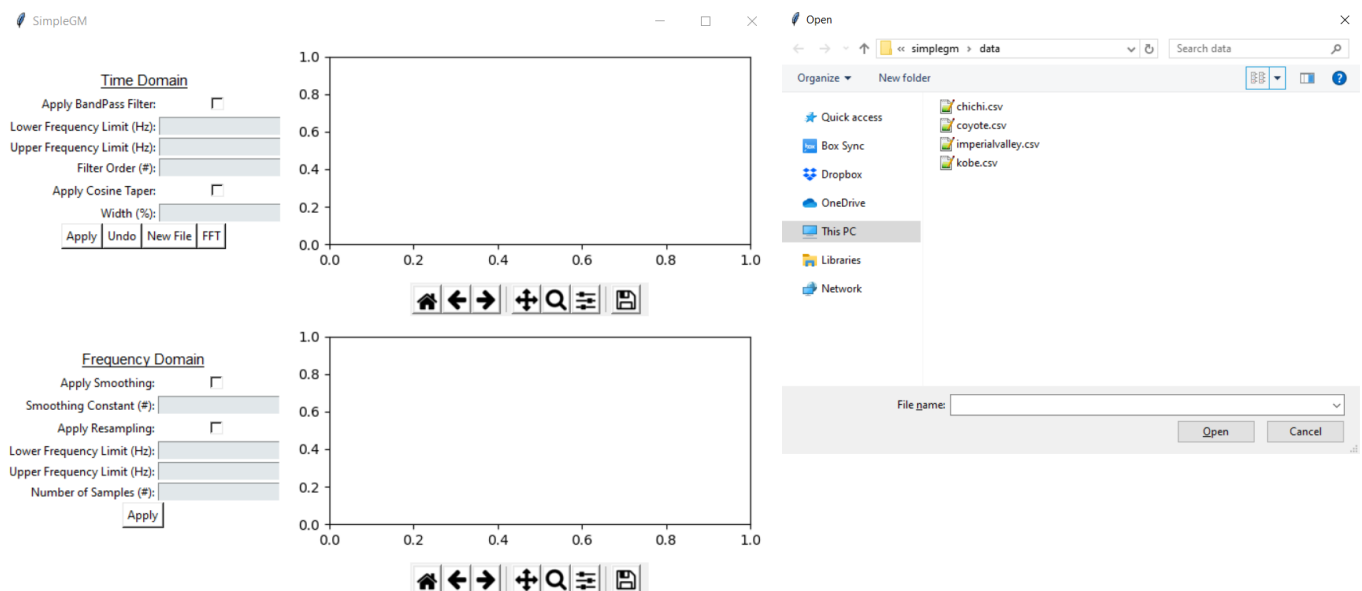 SimpleGM
Time Domain
Apply BandPass Filter:
Lower Frequency Limit (Hz):
Upper Frequency Limit (Hz):
Filter Order (#):
Apply Cosine Taper:
Width (%):
Apply Undo New File FFT
1.0
0.8
0.6
0.4
0.2
0.0
0.0 0.2 0.4 0.6 0.8 1.0
Frequency Domain
Apply Smoothing:
Smoothing Constant (#):
Apply Resampling:
Lower Frequency Limit (Hz):
Upper Frequency Limit (Hz):
Number of Samples (#):
Apply
1.0
0.8
0.6
0.4
0.2
0.0
0.0 0.2 0.4 0.6 0.8 1.0
Open
« simplegm › data
Search data
Organize New folder
Quick access
Box Sync
Dropbox
OneDrive
This PC
Libraries
Network
chichi.csv
coyote.csv
imperialvalley.csv
kobe.csv
File name:
Open Cancel